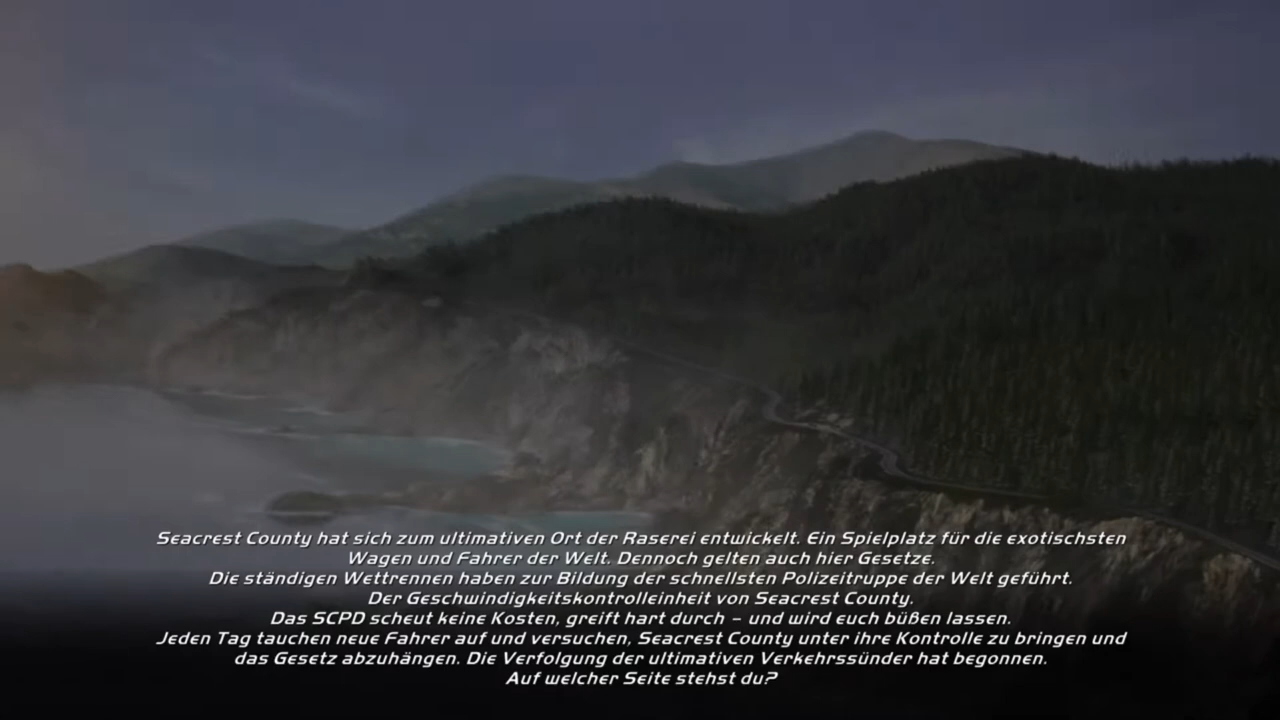 Seacrest County hat sich zum ultimativen Ort der Raserei entwickelt. Ein Spielplatz für die exotischsten
Wagen und Fahrer der Welt. Dennoch gelten auch hier Gesetze.
Die ständigen Wettrennen haben zur Bildung der schnellsten Polizeitruppe der Welt geführt.
Der Geschwindigkeitskontrolleinheit von Seacrest County.
Das SCPD scheut keine Kosten, greift hart durch – und wird euch büßen lassen.
Jeden Tag tauchen neue Fahrer auf und versuchen, Seacrest County unter ihre Kontrolle zu bringen und
das Gesetz abzuhängen. Die Verfolgung der ultimativen Verkehrssünder hat begonnen.
Auf welcher Seite stehst du?